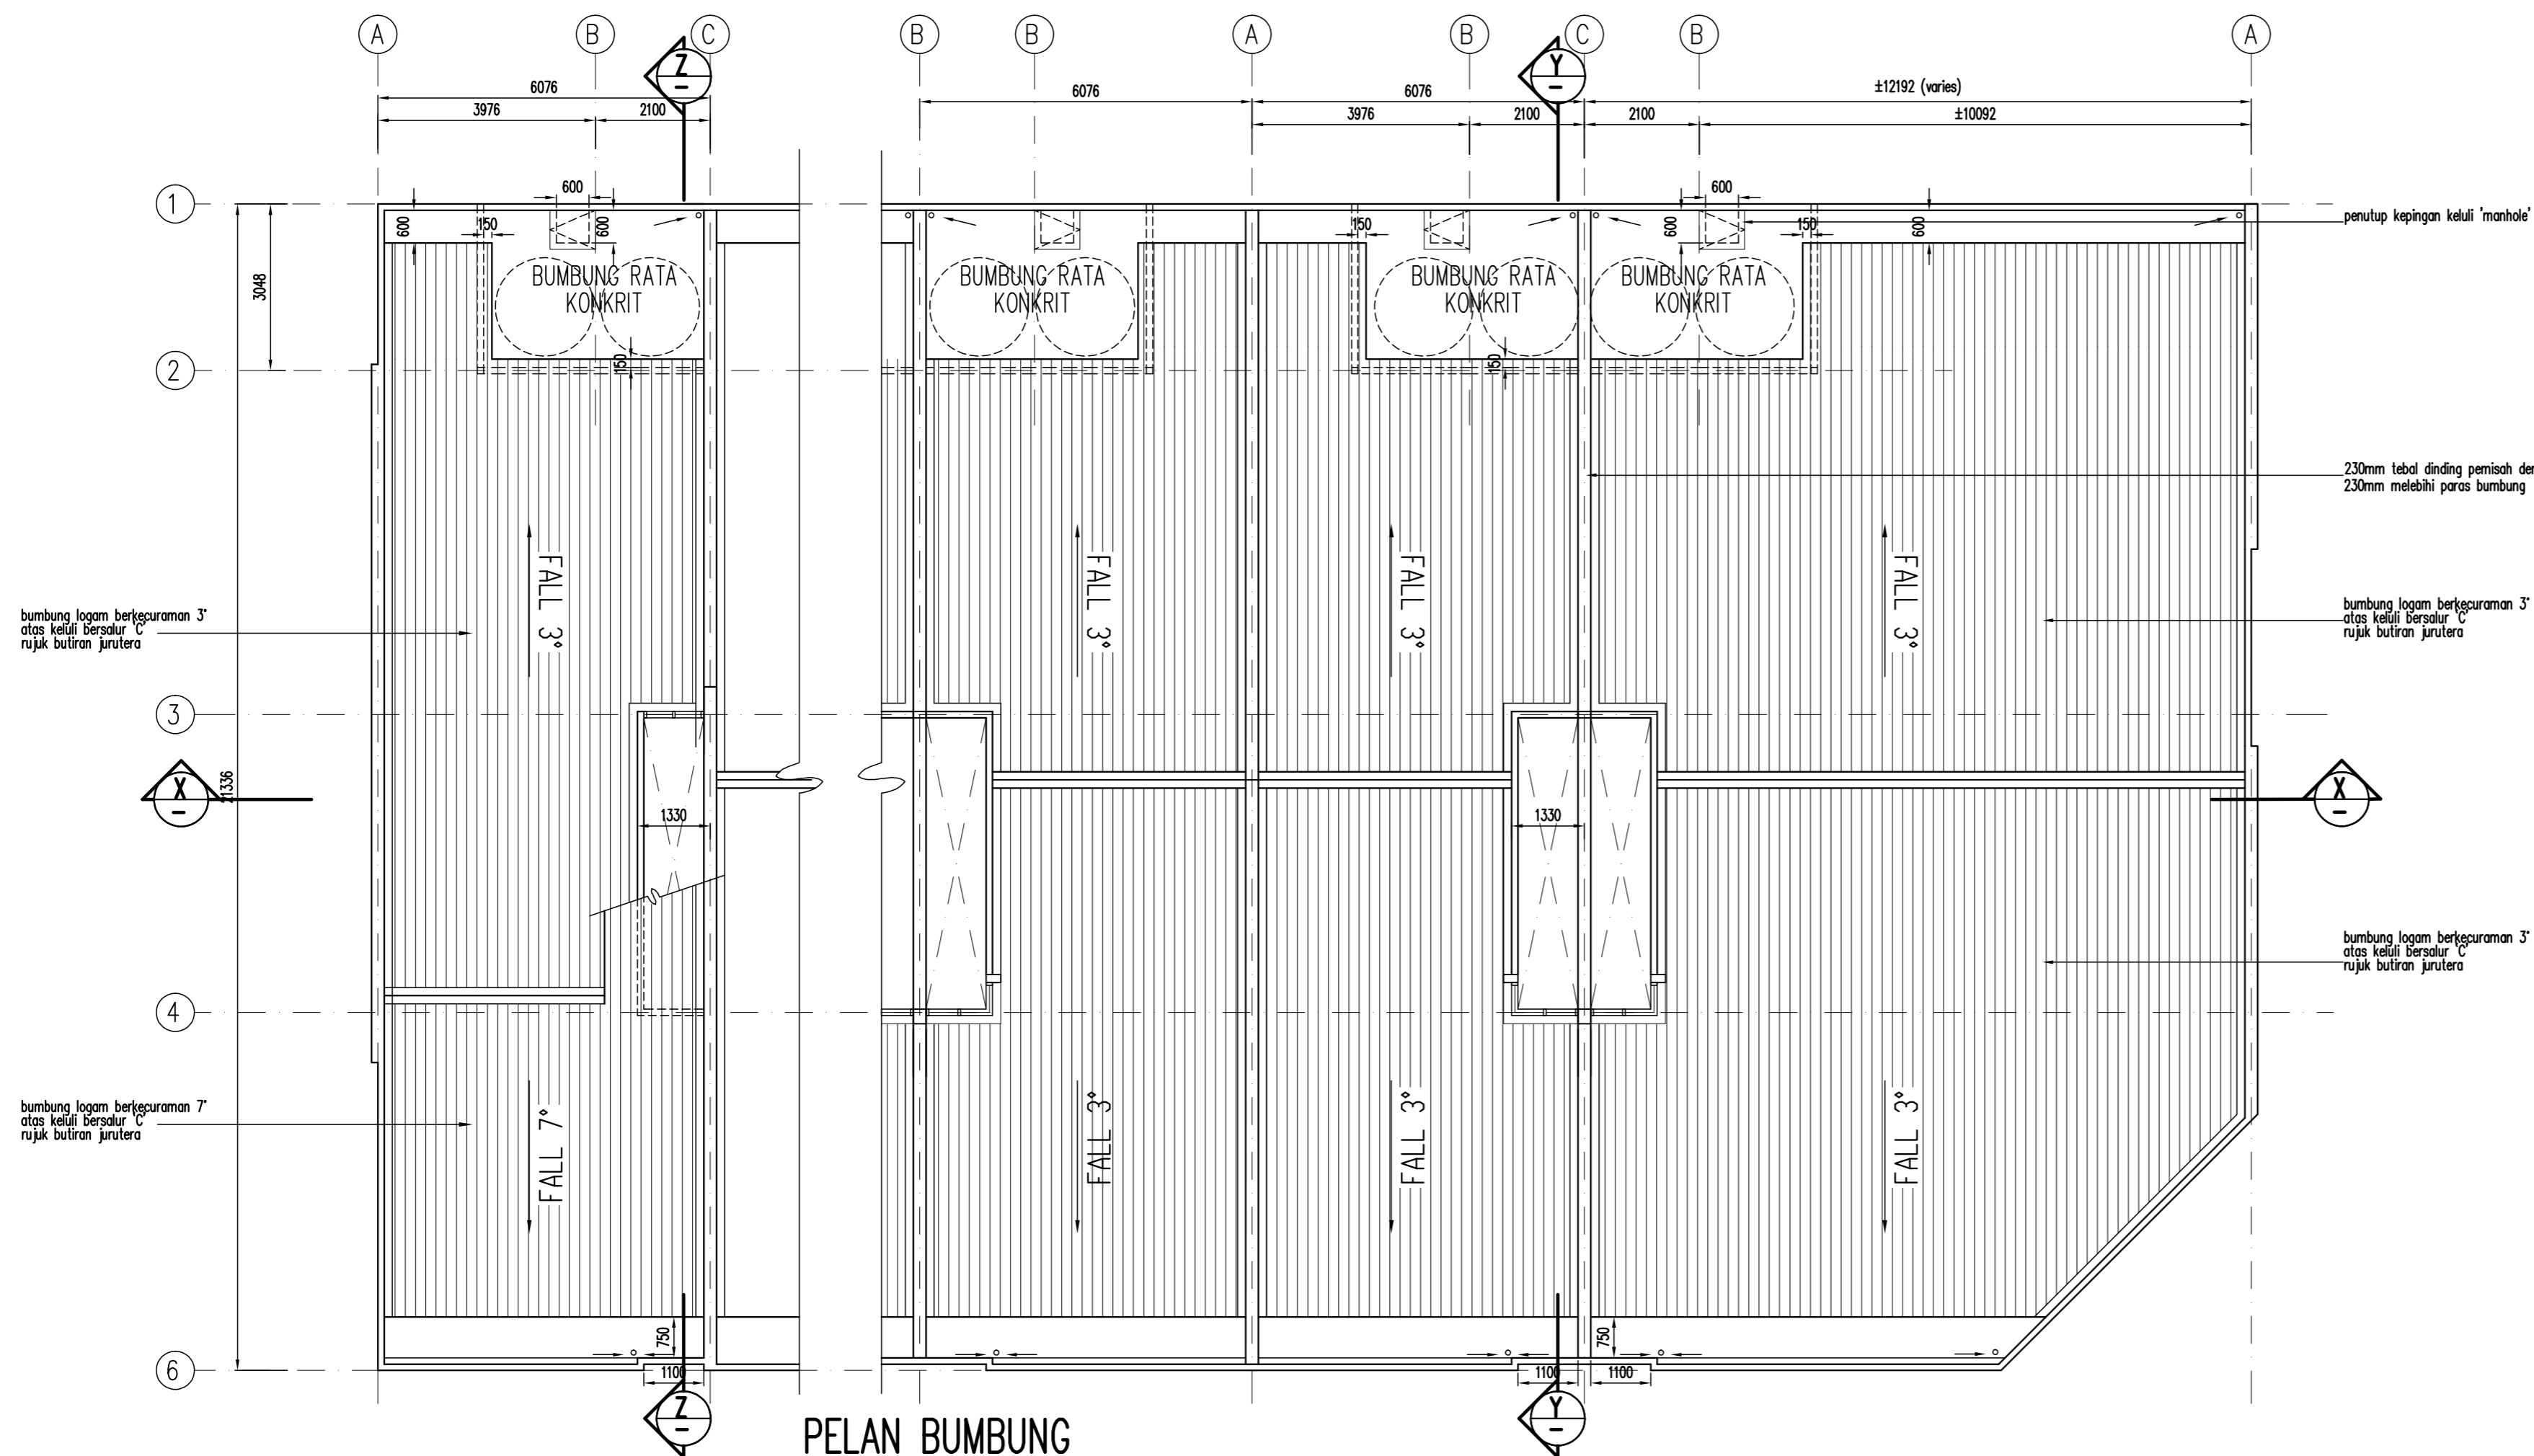 A
B
C
B
B
A
B
C
B
A
Z
Y
6076
6076
6076
±12192 (varies)
3976
2100
3976
2100
2100
±10092
1
600
600
150
600
150
600
600
150
600
penutup kepingan keluli 'manhole'
3048
BUMBUNG RATA
KONKRIT
BUMBUNG RATA
KONKRIT
BUMBUNG RATA
KONKRIT
BUMBUNG RATA
KONKRIT
2
150
150
230mm tebal dinding pemisah
230mm melebihi paras bumbung
FALL 3°
FALL 3°
FALL 3°
FALL 3°
bumbung logam berkecuraman 3°
atas keluli bersalur 'C'
rujuk butiran jurutera
bumbung logam berkecuraman 3°
atas keluli bersalur 'C'
rujuk butiran jurutera
3
X
21336
X
1330
1330
bumbung logam berkecuraman 3°
atas keluli bersalur 'C'
rujuk butiran jurutera
4
bumbung logam berkecuraman 7°
atas keluli bersalur 'C'
rujuk butiran jurutera
FALL 7°
FALL 3°
FALL 3°
FALL 3°
750
750
6
1100
1100
1100
Z
Y
PELAN BUMBUNG